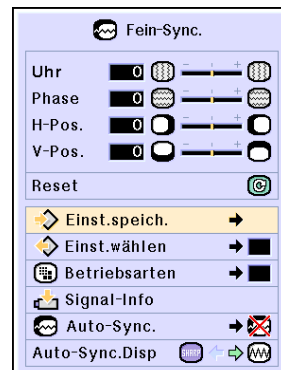 Fein-Sync.
Uhr 0 - +
Phase 0 - +
H-Pos. 0 - +
V-Pos. 0 - +
Reset
Einst.speich.
Einst.wählen
Betriebsarten
Signal-Info
Auto-Sync.
Auto-Sync.Disp SHARP